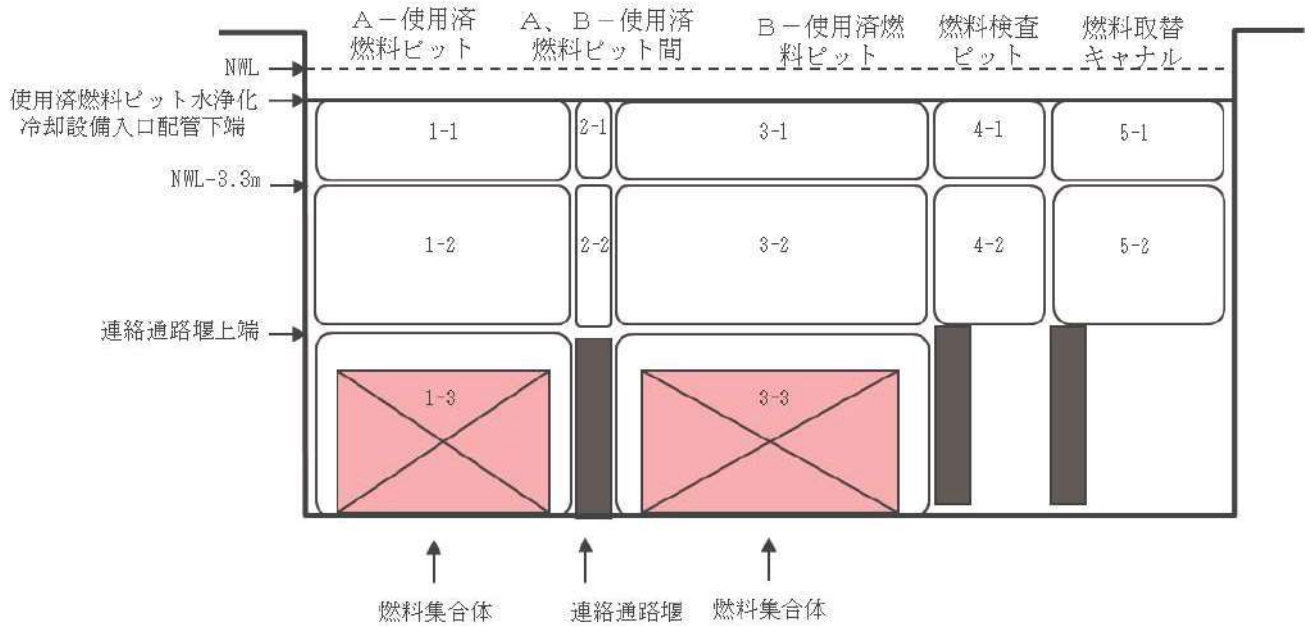 A－使用済
燃料ピット
A、B－使用済
燃料ピット間
B－使用済燃
料ピット
燃料検査
ピット
燃料取替
キャナル
NWL
使用済燃料ピット水浄化
冷却設備入口配管下端
1-1
2-1
3-1
4-1
5-1
NWL-3.3m
1-2
2-2
3-2
4-2
5-2
連絡通路堰上端
1-3
3-3
燃料集合体
連絡通路堰
燃料集合体